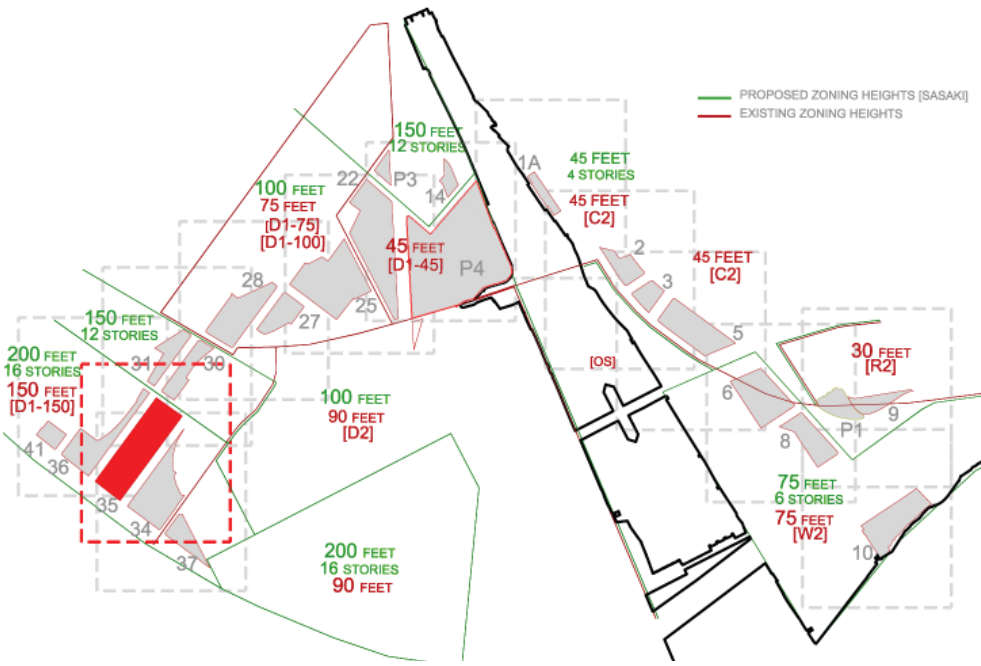 PROPOSED ZONING HEIGHTS [SASAKI]
EXISTING ZONING HEIGHTS
150 FEET
12 STORIES
1A
45 FEET
4 STORIES
45 FEET
[C2]
22
P3
14
100 FEET
75 FEET
[D1-75]
[D1-100]
45 FEET
[D1-45]
P4
2
3
45 FEET
[C2]
28
27
25
5
150 FEET
12 STORIES
31
30
200 FEET
16 STORIES
150 FEET
[D1-150]
[OS]
30 FEET
[R2]
100 FEET
90 FEET
[D2]
6
9
8
P1
41
36
35
34
37
75 FEET
6 STORIES
75 FEET
[W2]
10
200 FEET
16 STORIES
90 FEET